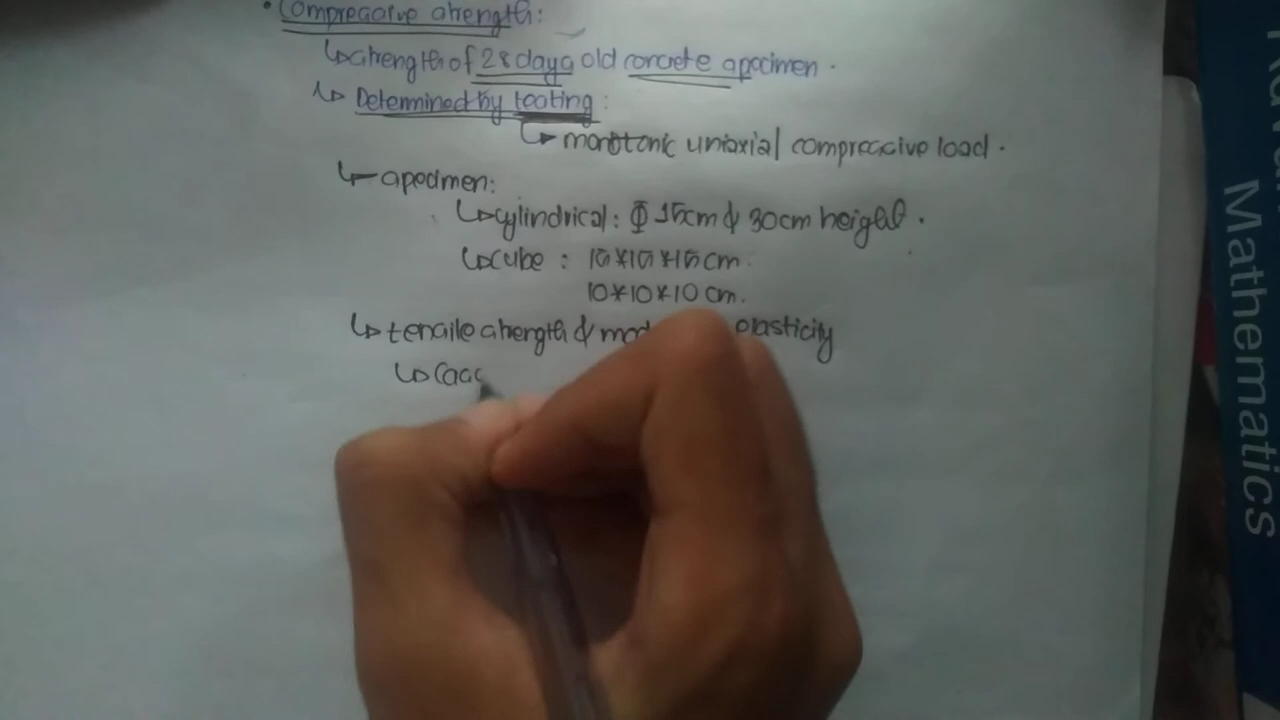 • Compressive strength:
↳ strength of 28 days old concrete specimen.
↳ Determined by testing:
↳ monotonic uniaxial compressive load.
↳ specimen:
↳ cylindrical: Φ 15cm & 30cm height.
↳ cube : 15*15*15 cm.
10*10*10 cm.
↳ tensile strength & elasticity
Mathematics